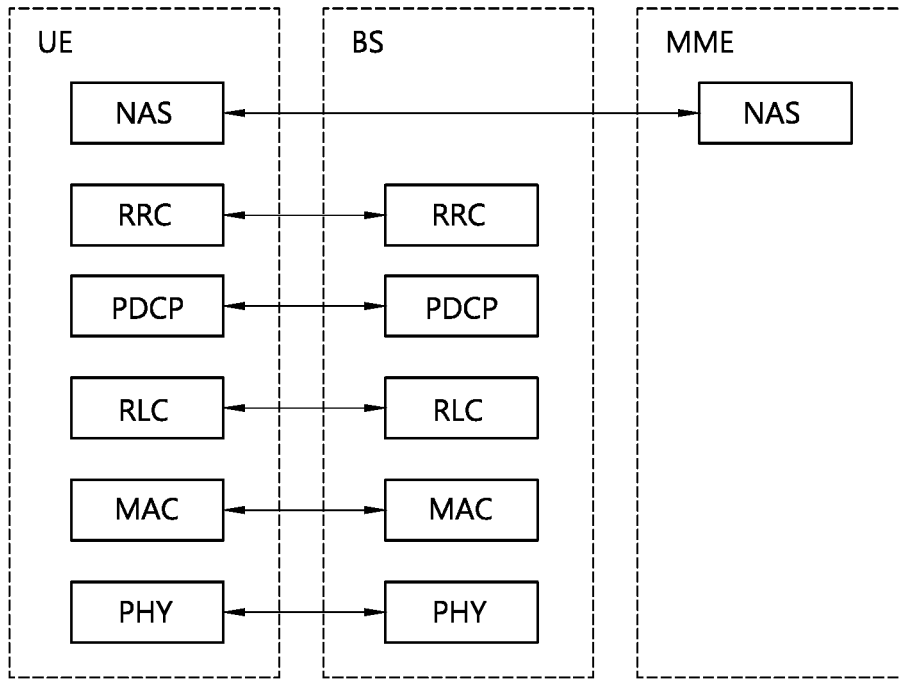 UE BS MME
NAS NAS
RRC RRC
PDCP PDCP
RLC RLC
MAC MAC
PHY PHY